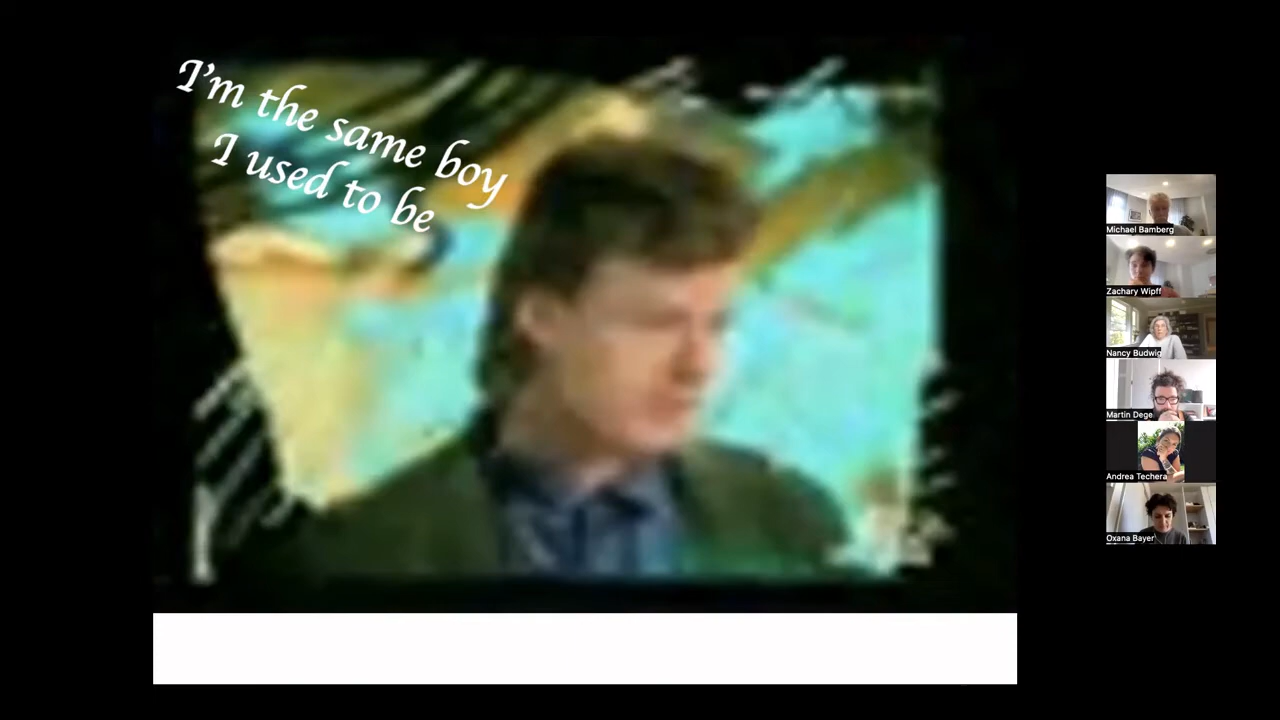 I'm the same boy
I used to be
Michael Bamberg
Zachary Wipff
Nancy Budwig
Martin Dege
Andrea Techera
Oxana Bayer